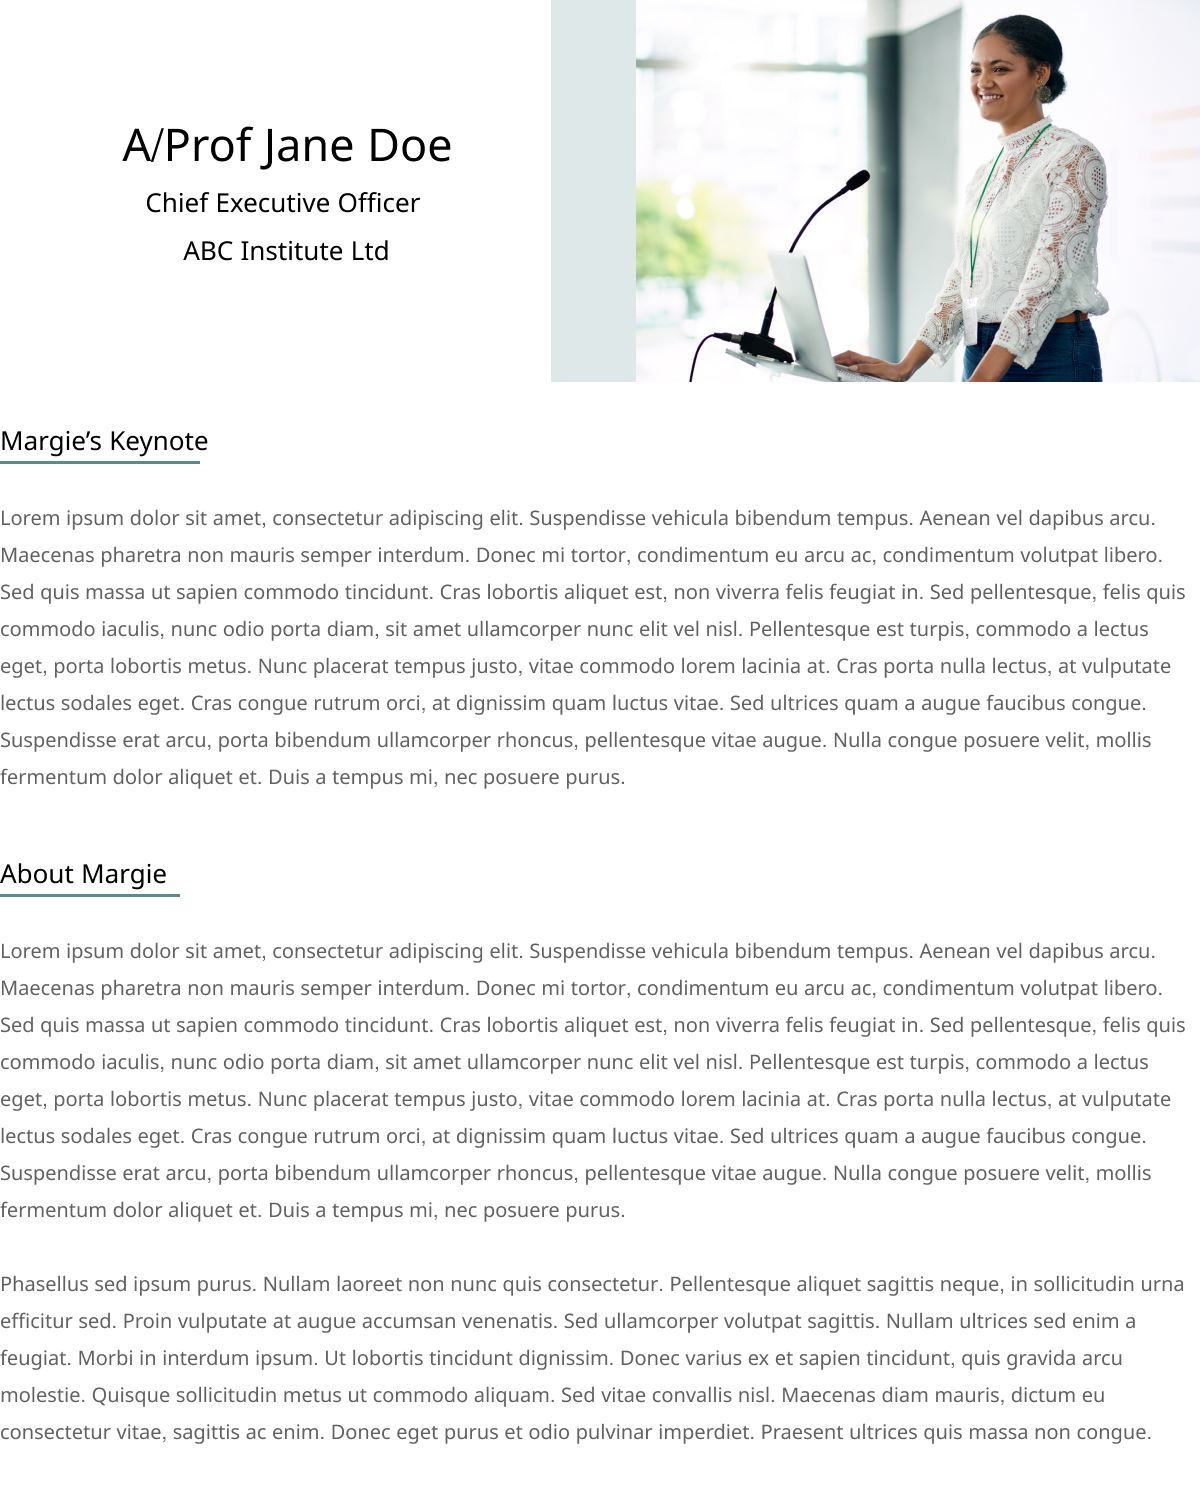 A/Prof Jane Doe
Chief Executive Officer
ABC Institute Ltd
Margie’s Keynote
Lorem ipsum dolor sit amet, consectetur adipiscing elit. Suspendisse vehicula bibendum tempus. Aenean vel dapibus arcu.
Maecenas pharetra non mauris semper interdum. Donec mi tortor, condimentum eu arcu ac, condimentum volutpat libero.
Sed quis massa ut sapien commodo tincidunt. Cras lobortis aliquet est, non viverra felis feugiat in. Sed pellentesque, felis quis
commodo iaculis, nunc odio porta diam, sit amet ullamcorper nunc elit vel nisl. Pellentesque est turpis, commodo a lectus
eget, porta lobortis metus. Nunc placerat tempus justo, vitae commodo lorem lacinia at. Cras porta nulla lectus, at vulputate
lectus sodales eget. Cras congue rutrum orci, at dignissim quam luctus vitae. Sed ultrices quam a augue faucibus congue.
Suspendisse erat arcu, porta bibendum ullamcorper rhoncus, pellentesque vitae augue. Nulla congue posuere velit, mollis
fermentum dolor aliquet et. Duis a tempus mi, nec posuere purus.
About Margie
Lorem ipsum dolor sit amet, consectetur adipiscing elit. Suspendisse vehicula bibendum tempus. Aenean vel dapibus arcu.
Maecenas pharetra non mauris semper interdum. Donec mi tortor, condimentum eu arcu ac, condimentum volutpat libero.
Sed quis massa ut sapien commodo tincidunt. Cras lobortis aliquet est, non viverra felis feugiat in. Sed pellentesque, felis quis
commodo iaculis, nunc odio porta diam, sit amet ullamcorper nunc elit vel nisl. Pellentesque est turpis, commodo a lectus
eget, porta lobortis metus. Nunc placerat tempus justo, vitae commodo lorem lacinia at. Cras porta nulla lectus, at vulputate
lectus sodales eget. Cras congue rutrum orci, at dignissim quam luctus vitae. Sed ultrices quam a augue faucibus congue.
Suspendisse erat arcu, porta bibendum ullamcorper rhoncus, pellentesque vitae augue. Nulla congue posuere velit, mollis
fermentum dolor aliquet et. Duis a tempus mi, nec posuere purus.
Phasellus sed ipsum purus. Nullam laoreet non nunc quis consectetur. Pellentesque aliquet sagittis neque, in sollicitudin urna
efficitur sed. Proin vulputate at augue accumsan venenatis. Sed ullamcorper volutpat sagittis. Nullam ultrices sed enim a
feugiat. Morbi in interdum ipsum. Ut lobortis tincidunt dignissim. Donec varius ex et sapien tincidunt, quis gravida arcu
molestie. Quisque sollicitudin metus ut commodo aliquam. Sed vitae convallis nisl. Maecenas diam mauris, dictum eu
consectetur vitae, sagittis ac enim. Donec eget purus et odio pulvinar imperdiet. Praesent ultrices quis massa non congue.